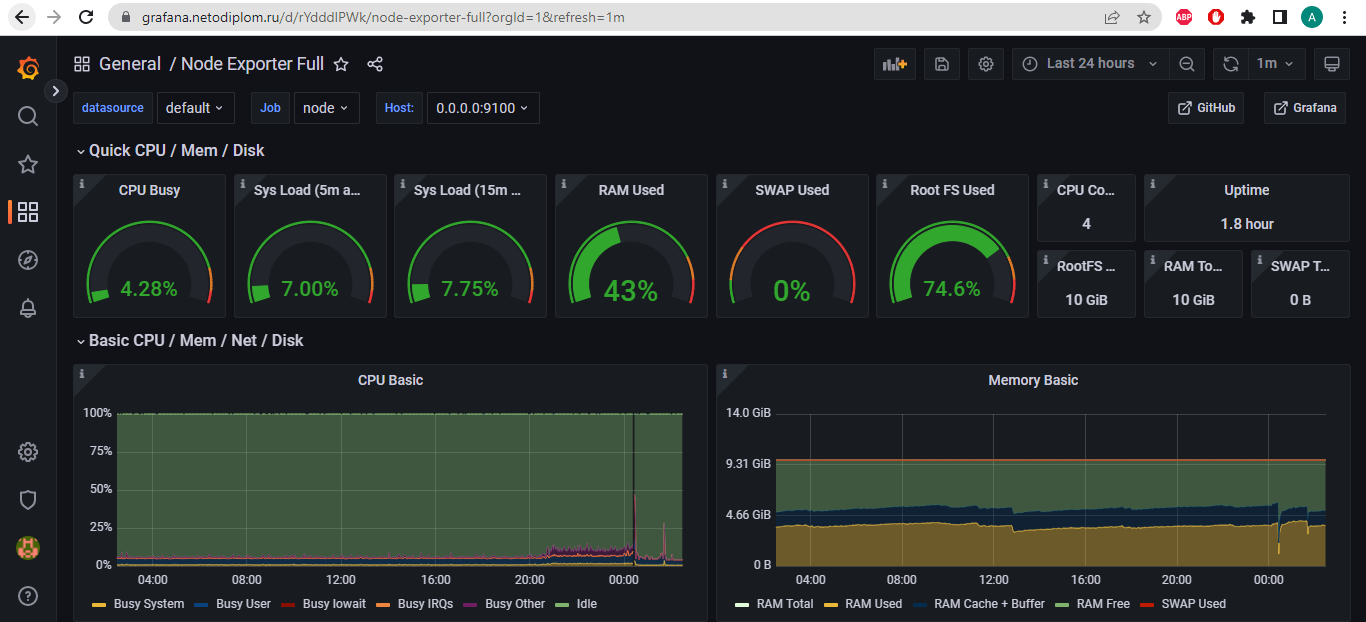 grafana.netodiplom.ru/d/rYdddlPWk/node-exporter-full?orgId=1&refresh=1m
ABP
A
General / Node Exporter Full
Last 24 hours
1m
datasource default Job node Host: 0.0.0.0:9100
GitHub Grafana
Quick CPU / Mem / Disk
CPU Busy
4.28%
Sys Load (5m a...
7.00%
Sys Load (15m ...
7.75%
RAM Used
43%
SWAP Used
0%
Root FS Used
74.6%
CPU Co...
4
Uptime
1.8 hour
RootFS ...
10 GiB
RAM To...
10 GiB
SWAP T...
0 B
Basic CPU / Mem / Net / Disk
CPU Basic
100%
75%
50%
25%
0%
04:00 08:00 12:00 16:00 20:00 00:00
Busy System Busy User Busy Iowait Busy IRQs Busy Other Idle
Memory Basic
14.0 GiB
9.31 GiB
4.66 GiB
0 B
04:00 08:00 12:00 16:00 20:00 00:00
RAM Total RAM Used RAM Cache + Buffer RAM Free SWAP Used